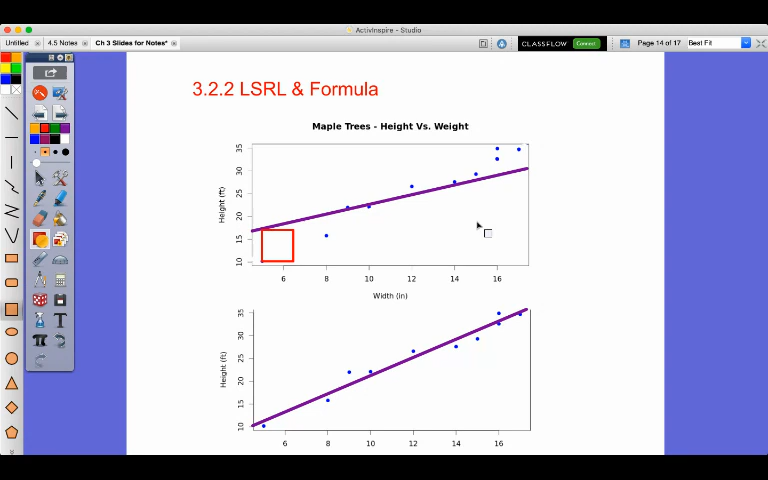 ActivInspire - Studio
Untitled
4.5 Notes
Ch 3 Slides for Notes*
CLASSFLOW
Connect
Page 14 of 17
Best Fit
3.2.2 LSRL & Formula
Maple Trees - Height Vs. Weight
Height (ft)
35
30
25
20
15
10
6 8 10 12 14 16
Width (in)
Height (ft)
35
30
25
20
15
10
6 8 10 12 14 16